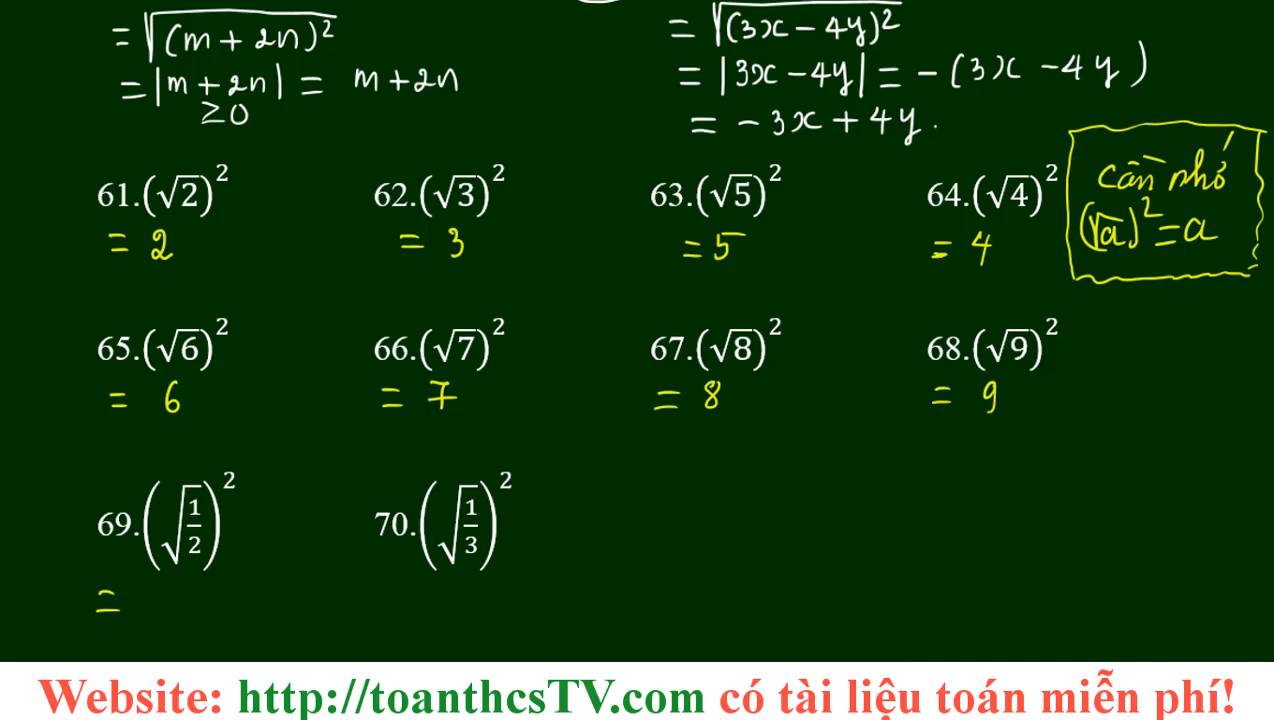 = √(m + 2n)²
= √(3x − 4y)²
= |m + 2n| = m + 2n
≥ 0
= |3x − 4y| = − (3x − 4y)
= − 3x + 4y.
61.(√2)² 62.(√3)² 63.(√5)² 64.(√4)²
= 2 = 3 = 5 = 4
cần nhớ
(√a)² = a
65.(√6)² 66.(√7)² 67.(√8)² 68.(√9)²
= 6 = 7 = 8 = 9
69.(√(1/2))² 70.(√(1/3))²
=
Website: http://toanthcsTV.com có tài liệu toán miễn phí!